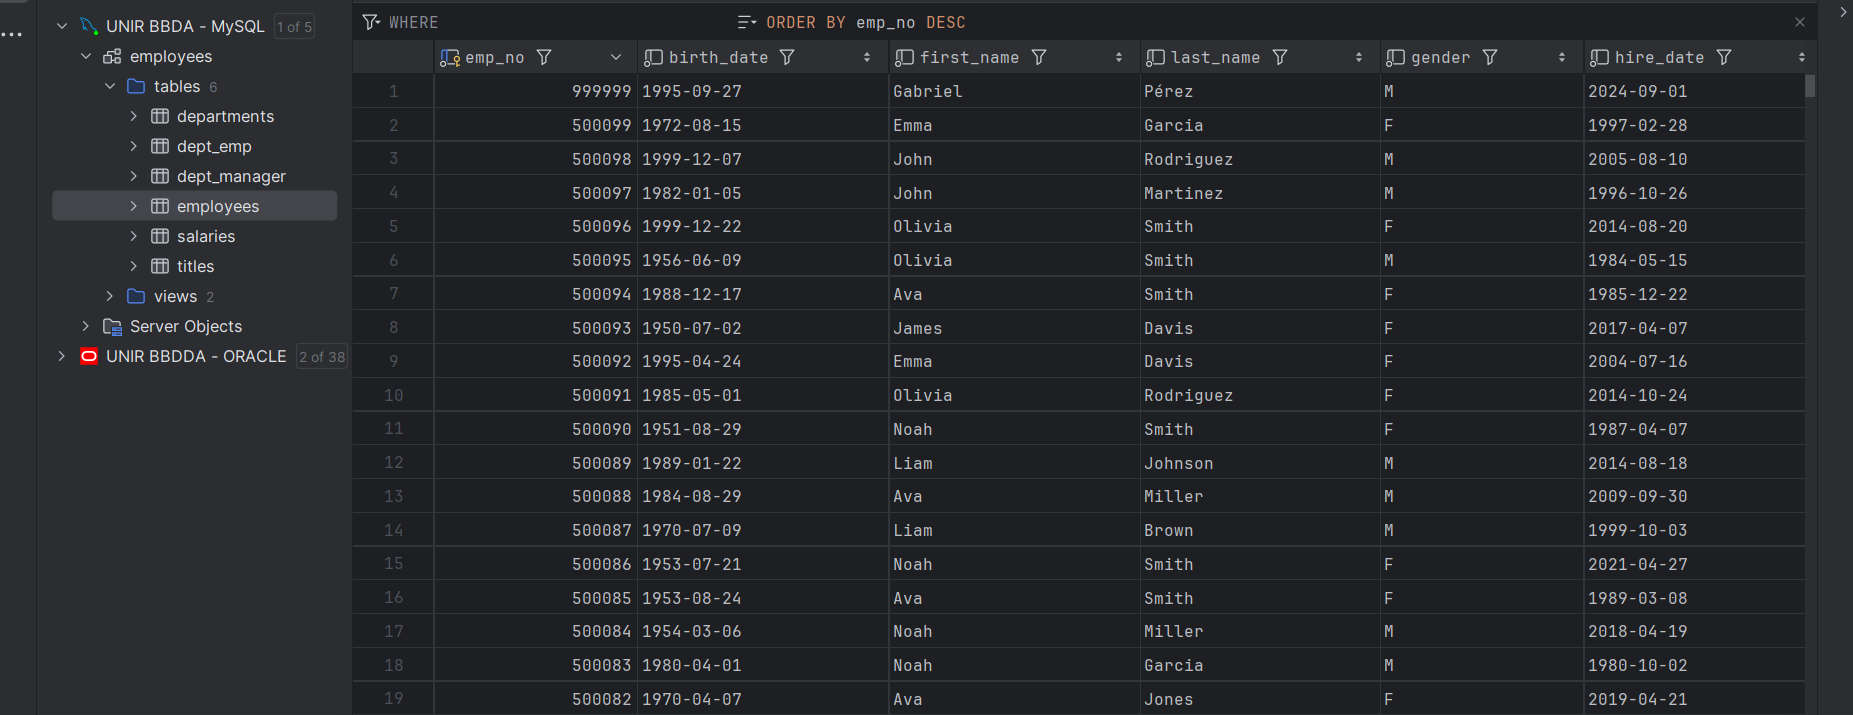 UNIR BBDA - MySQL 1 of 5
employees
tables 6
departments
dept_emp
dept_manager
employees
salaries
titles
views 2
Server Objects
UNIR BBDDA - ORACLE 2 of 38
WHERE ORDER BY emp_no DESC
emp_no birth_date first_name last_name gender hire_date
1 999999 1995-09-27 Gabriel Pérez M 2024-09-01
2 500099 1972-08-15 Emma Garcia F 1997-02-28
3 500098 1999-12-07 John Rodriguez M 2005-08-10
4 500097 1982-01-05 John Martinez M 1996-10-26
5 500096 1999-12-22 Olivia Smith F 2014-08-20
6 500095 1956-06-09 Olivia Smith M 1984-05-15
7 500094 1988-12-17 Ava Smith F 1985-12-22
8 500093 1950-07-02 James Davis F 2017-04-07
9 500092 1995-04-24 Emma Davis F 2004-07-16
10 500091 1985-05-01 Olivia Rodriguez F 2014-10-24
11 500090 1951-08-29 Noah Smith F 1987-04-07
12 500089 1989-01-22 Liam Johnson M 2014-08-18
13 500088 1984-08-29 Ava Miller M 2009-09-30
14 500087 1970-07-09 Liam Brown M 1999-10-03
15 500086 1953-07-21 Noah Smith F 2021-04-27
16 500085 1953-08-24 Ava Smith F 1989-03-08
17 500084 1954-03-06 Noah Miller M 2018-04-19
18 500083 1980-04-01 Noah Garcia M 1980-10-02
19 500082 1970-04-07 Ava Jones F 2019-04-21